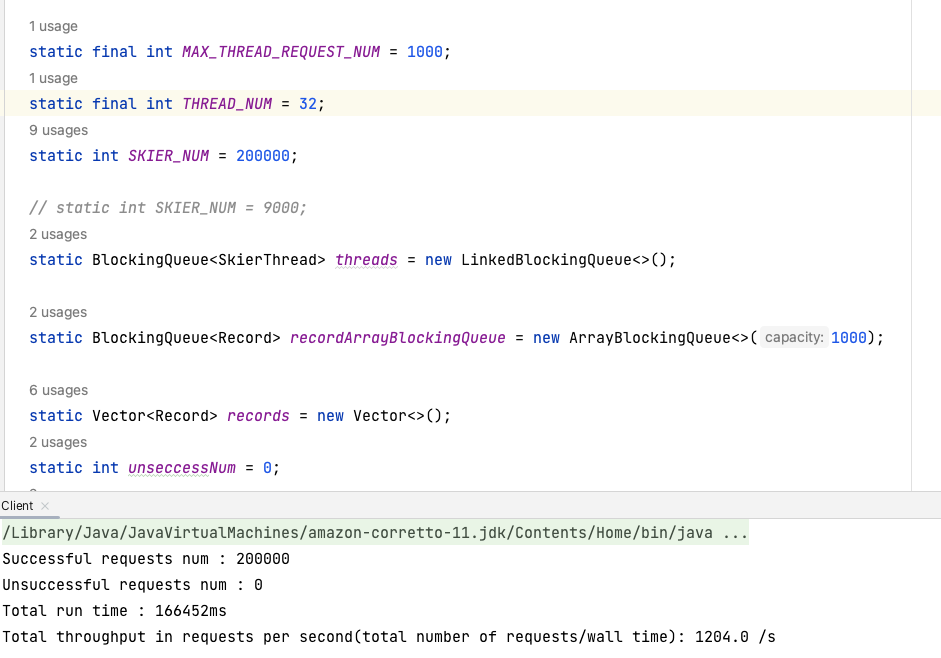 1 usage
static final int MAX_THREAD_REQUEST_NUM = 1000;
1 usage
static final int THREAD_NUM = 32;
9 usages
static int SKIER_NUM = 200000;
// static int SKIER_NUM = 9000;
2 usages
static BlockingQueue<SkierThread> threads = new LinkedBlockingQueue<>();
2 usages
static BlockingQueue<Record> recordArrayBlockingQueue = new ArrayBlockingQueue<>( capacity: 1000);
6 usages
static Vector<Record> records = new Vector<>();
2 usages
static int unseccessNum = 0;
Client ×
/Library/Java/JavaVirtualMachines/amazon-corretto-11.jdk/Contents/Home/bin/java ...
Successful requests num : 200000
Unsuccessful requests num : 0
Total run time : 166452ms
Total throughput in requests per second(total number of requests/wall time): 1204.0 /s